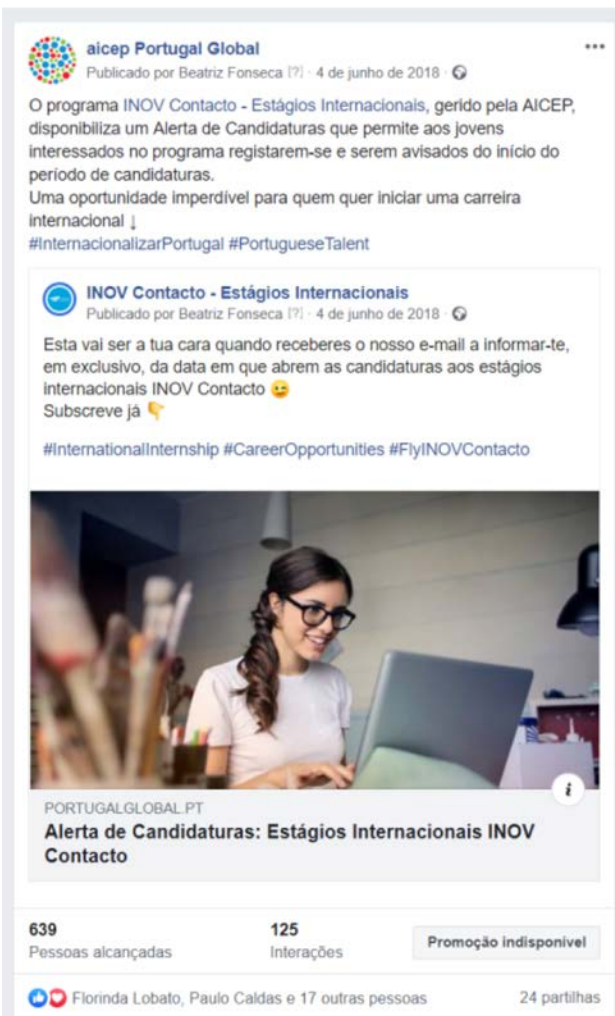 aicep Portugal Global
Publicado por Beatriz Fonseca [?] · 4 de junho de 2018 ·
O programa INOV Contacto - Estágios Internacionais, gerido pela AICEP,
disponibiliza um Alerta de Candidaturas que permite aos jovens
interessados no programa registarem-se e serem avisados do início do
período de candidaturas.
Uma oportunidade imperdível para quem quer iniciar uma carreira
internacional ↓
#InternacionalizarPortugal #PortugueseTalent
INOV Contacto - Estágios Internacionais
Publicado por Beatriz Fonseca [?] · 4 de junho de 2018 ·
Esta vai ser a tua cara quando receberes o nosso e-mail a informar-te,
em exclusivo, da data em que abrem as candidaturas aos estágios
internacionais INOV Contacto 😉
Subscreve já 👇
#InternationalInternship #CareerOpportunities #FlyINOVContacto
i
PORTUGALGLOBAL.PT
Alerta de Candidaturas: Estágios Internacionais INOV
Contacto
639 125
Pessoas alcançadas Interações Promoção indisponível
Florinda Lobato, Paulo Caldas e 17 outras pessoas 24 partilhas